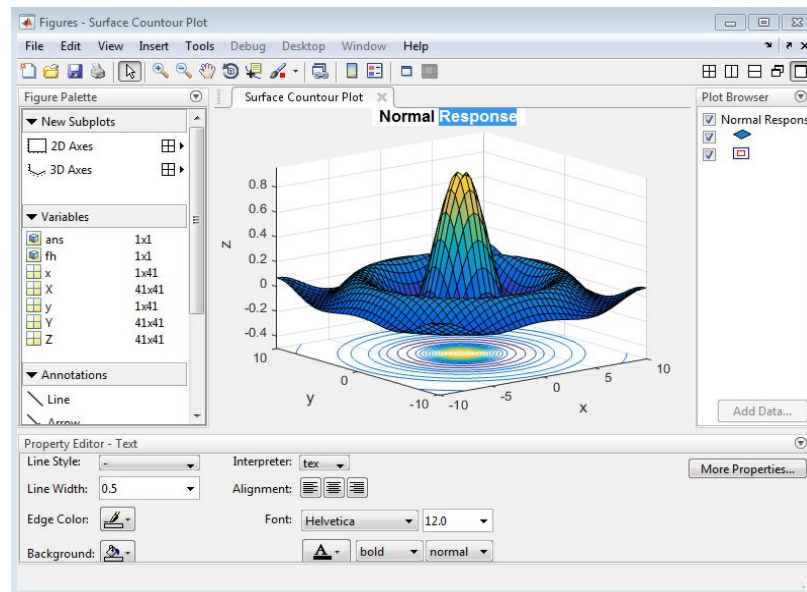 Figures - Surface Countour Plot
File Edit View Insert Tools Debug Desktop Window Help
Figure Palette
Surface Countour Plot
Plot Browser
New Subplots
2D Axes
3D Axes
Variables
ans 1x1
fh 1x1
x 1x41
X 41x41
y 1x41
Y 41x41
Z 41x41
Annotations
Line
Arrow
Normal Response
0.8
0.6
0.4
0.2
0
-0.2
-0.4
z
10
0
-10
y
-10
-5
0
5
10
x
Normal Respons
Add Data...
Property Editor - Text
Line Style: - Interpreter: tex
More Properties...
Line Width: 0.5 Alignment:
Edge Color: Font: Helvetica 12.0
Background: A bold normal